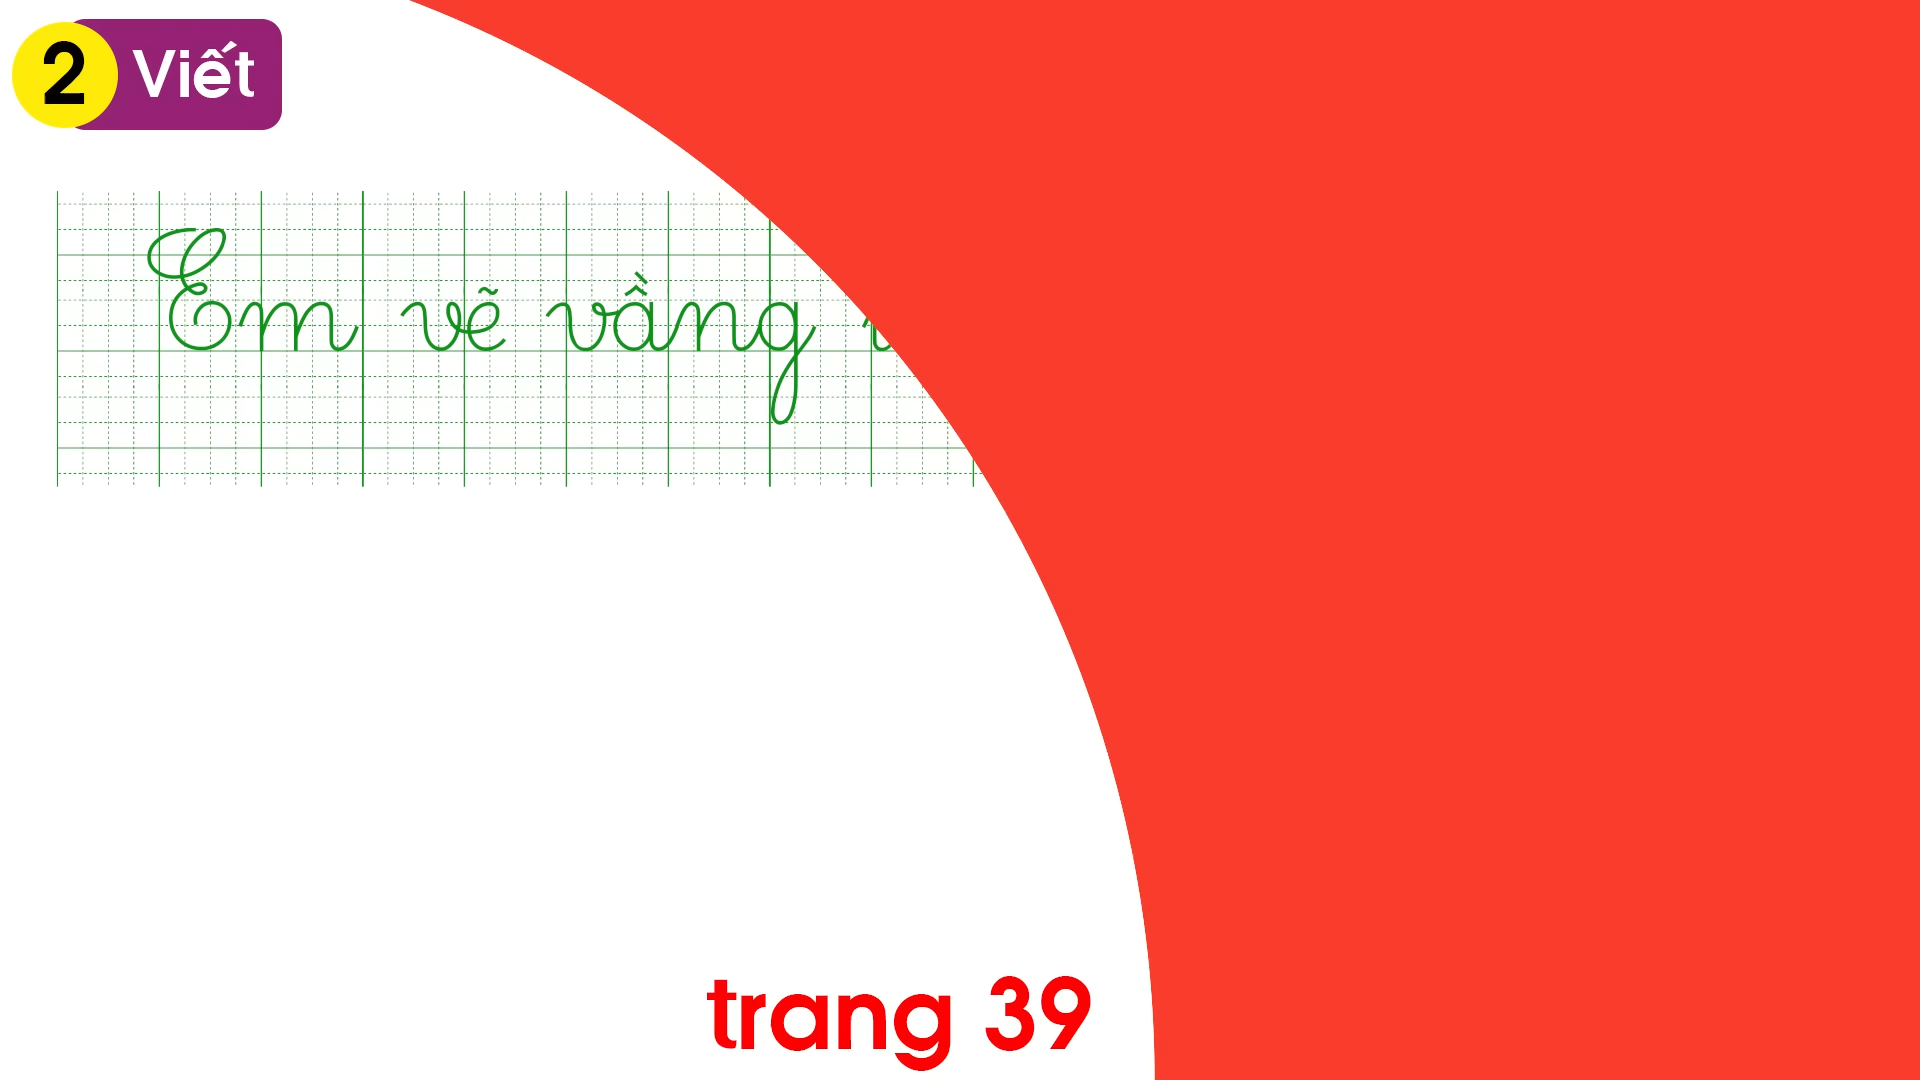 2 Viết
Em vẽ vầng
trang 39